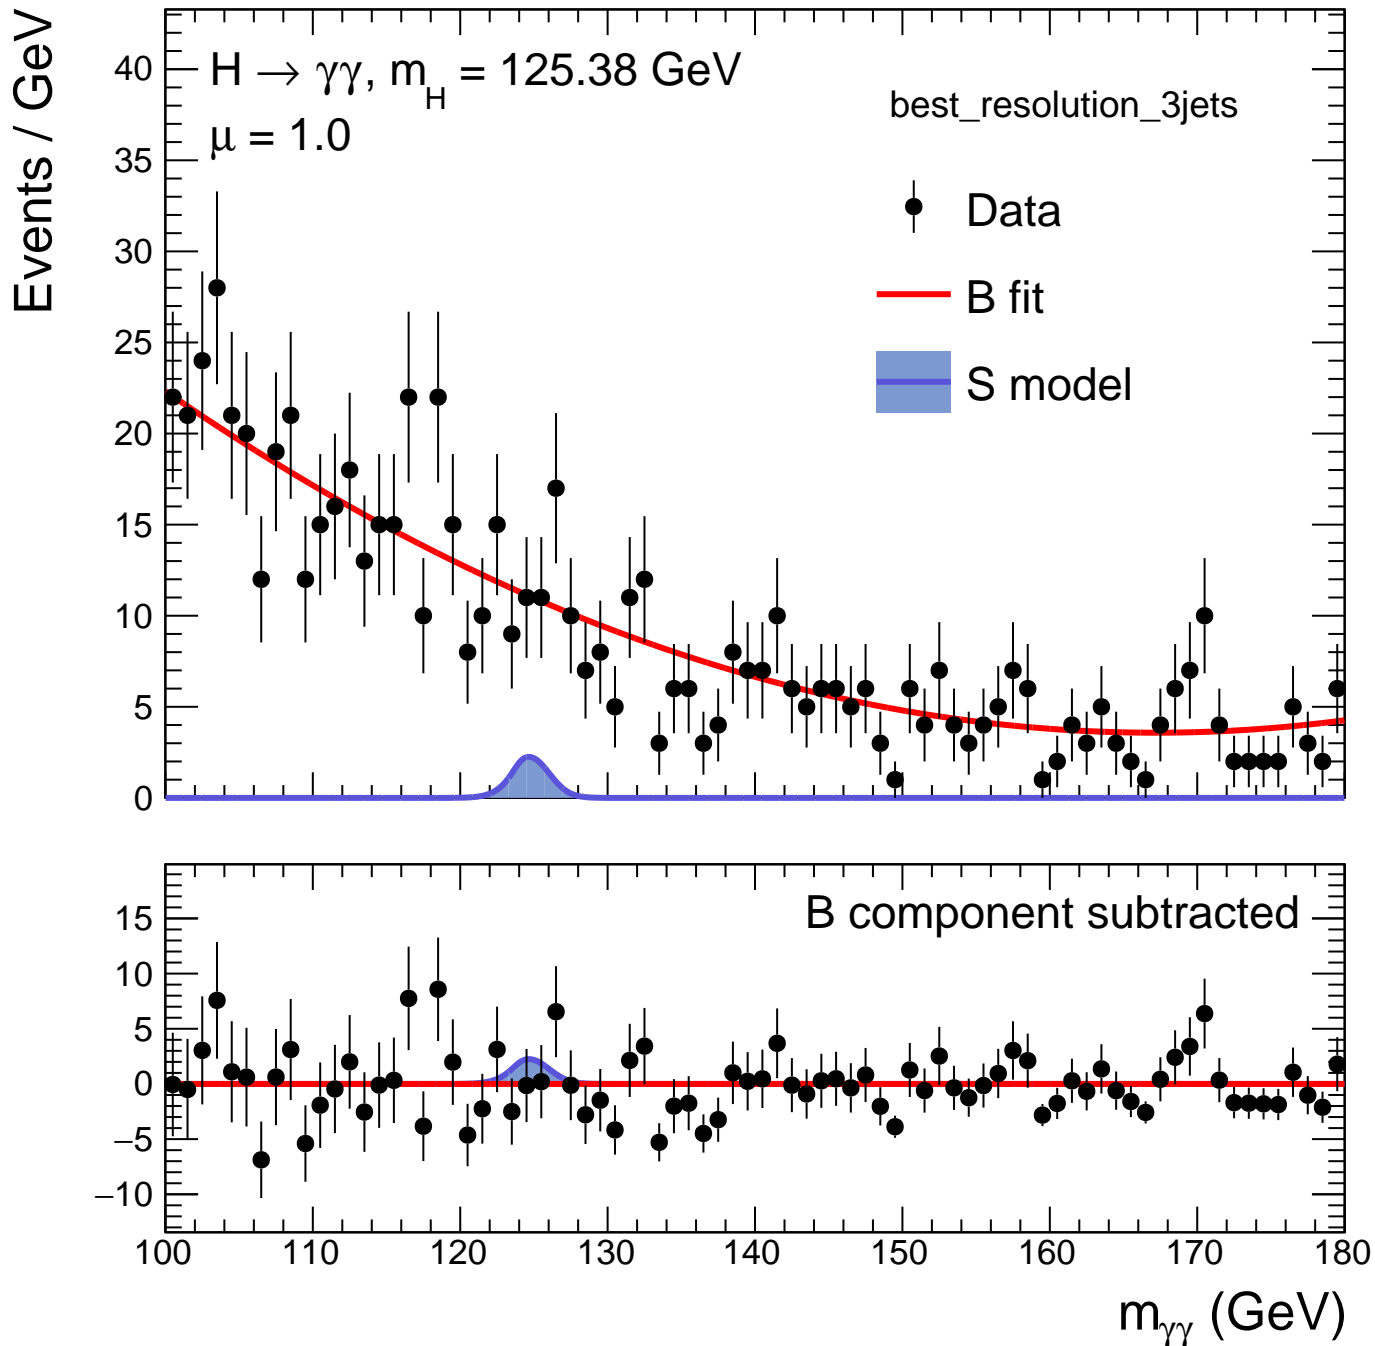 Events / GeV
H → γγ, m_H = 125.38 GeV
μ = 1.0
best_resolution_3jets
Data
B fit
S model
40
35
30
25
20
15
10
5
0
B component subtracted
15
10
5
0
−5
−10
100 110 120 130 140 150 160 170 180
m_γγ (GeV)